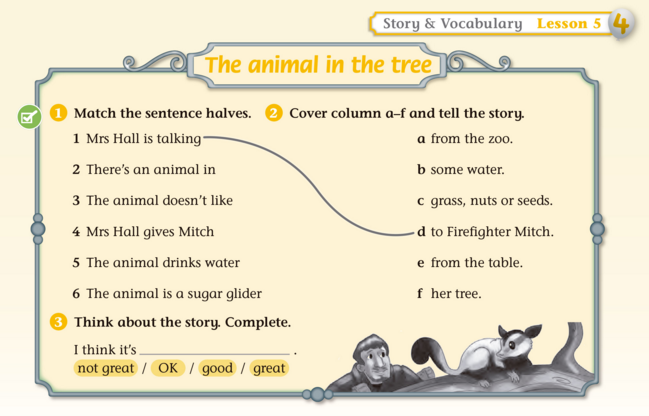 Story & Vocabulary Lesson 5 4
The animal in the tree
1 Match the sentence halves. 2 Cover column a–f and tell the story.
1 Mrs Hall is talking
a from the zoo.
2 There's an animal in
b some water.
3 The animal doesn't like
c grass, nuts or seeds.
4 Mrs Hall gives Mitch
d to Firefighter Mitch.
5 The animal drinks water
e from the table.
6 The animal is a sugar glider
f her tree.
3 Think about the story. Complete.
I think it's ______________________ .
not great / OK / good / great